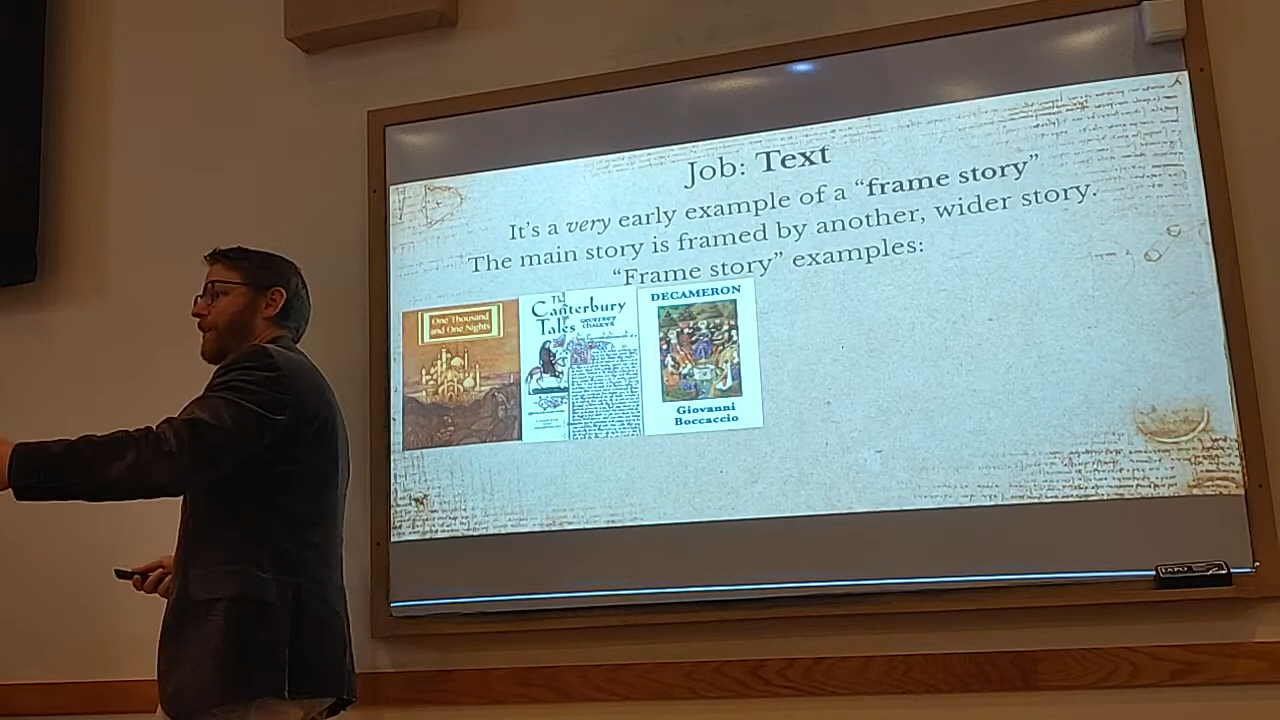 Job: Text
It's a very early example of a “frame story”
The main story is framed by another, wider story.
“Frame story” examples:
One Thousand
and One Nights
The
Canterbury
Tales
GEOFFREY
CHAUCER
DECAMERON
Giovanni
Boccaccio
EXPO